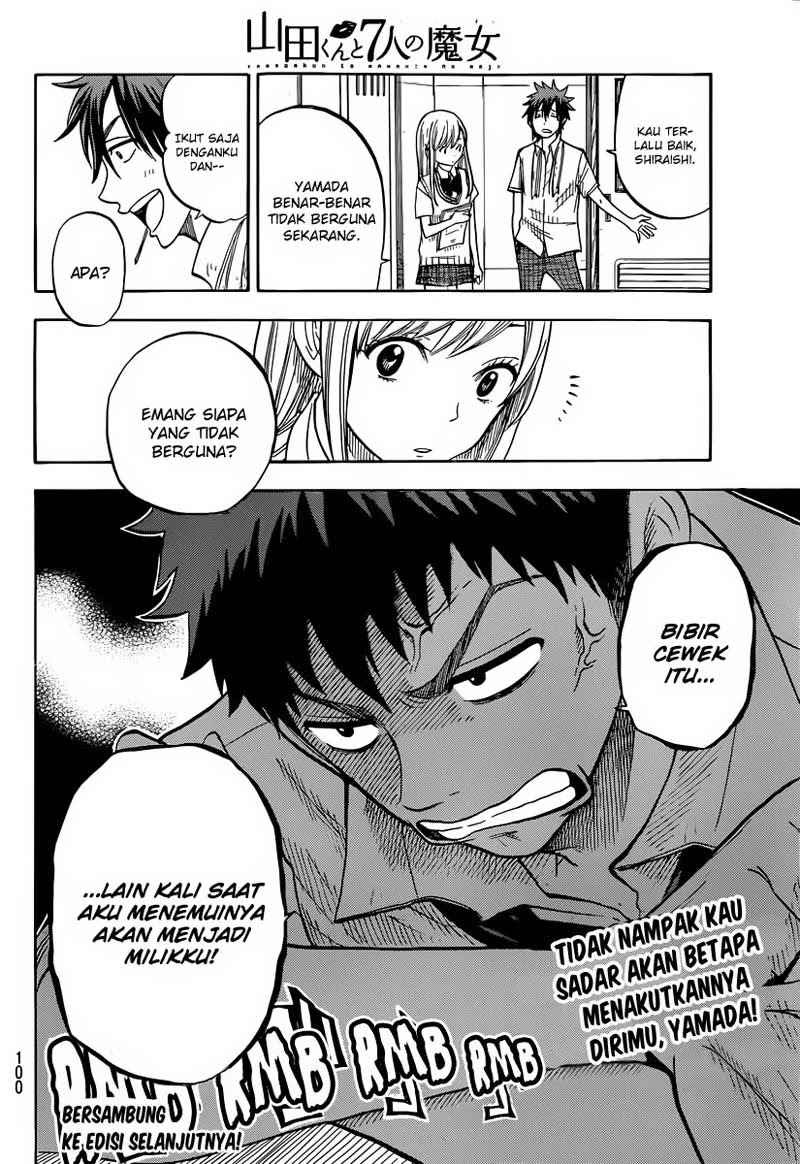 山田くんと7人の魔女
KAU TER-
LALU BAIK,
SHIRAISHI.
YAMADA
BENAR-BENAR
TIDAK BERGUNA
SEKARANG.
IKUT SAJA
DENGANKU
DAN--
APA?
EMANG SIAPA
YANG TIDAK
BERGUNA?
BIBIR
CEWEK
ITU...
...LAIN KALI SAAT
AKU MENEMUINYA
AKAN MENJADI
MILIKKU!
TIDAK NAMPAK KAU
SADAR AKAN BETAPA
MENAKUTKANNYA
DIRIMU, YAMADA!
RMB RMB RMB RMB
BERSAMBUNG
KE EDISI SELANJUTNYA!
100